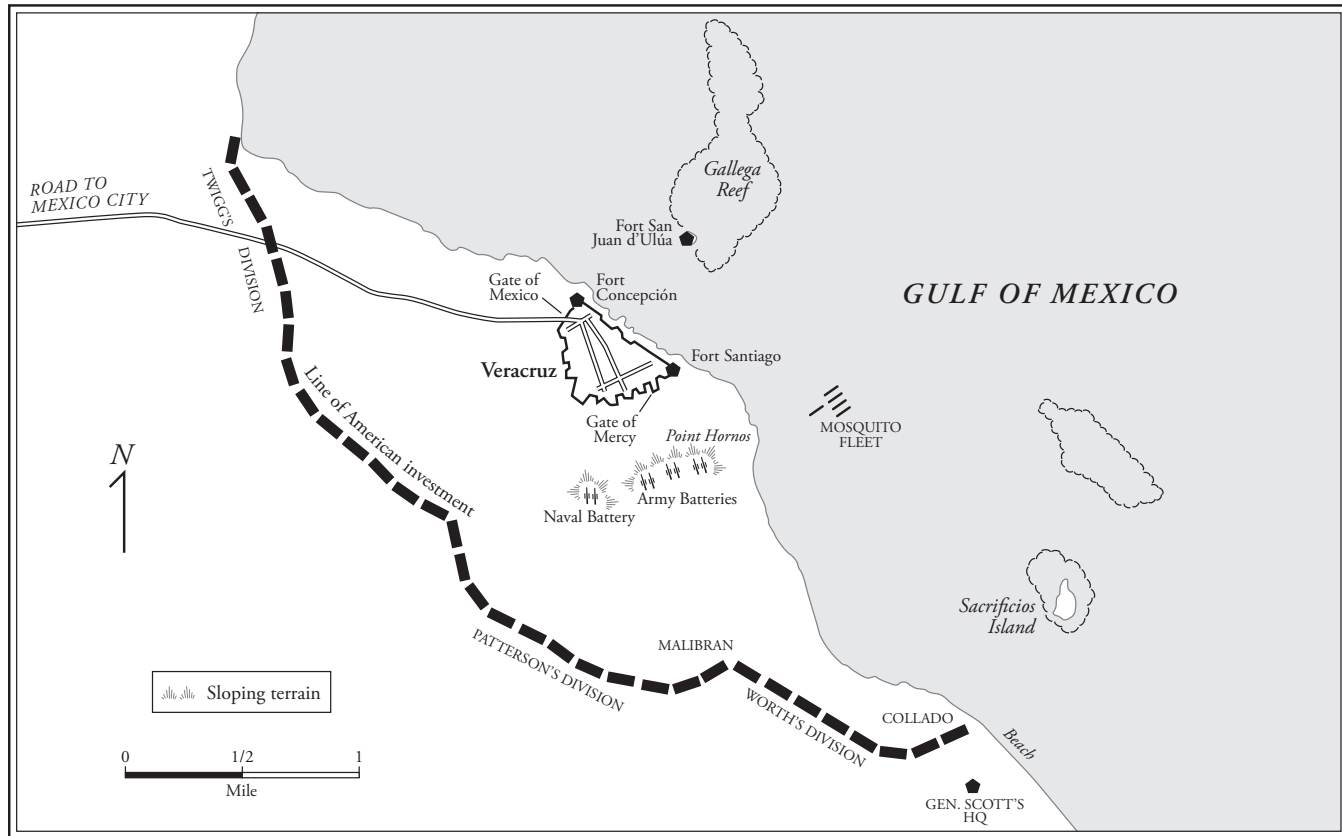 Gallega
Reef
ROAD TO
MEXICO CITY
TWIGG'S
DIVISION
Fort San
Juan d'Ulúa
Gate of
Mexico
Fort
Concepción
GULF OF MEXICO
Veracruz
Fort Santiago
Line of American investment
Gate of
Mercy
MOSQUITO
FLEET
Point Hornos
N
Army Batteries
Naval Battery
Sacrificios
Island
PATTERSON'S DIVISION
MALIBRAN
WORTH'S DIVISION
COLLADO
Beach
Sloping terrain
0 1/2 1
Mile
GEN. SCOTT'S
HQ